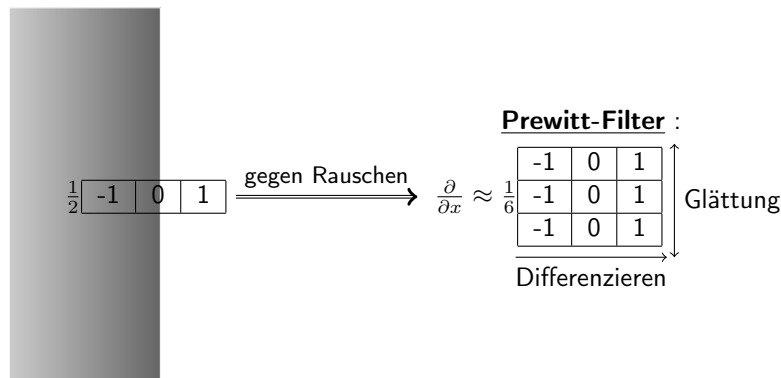 Prewitt-Filter :
1/2 -1 0 1
gegen Rauschen
∂/∂x ≈ 1/6
-1 0 1
-1 0 1
-1 0 1
Glättung
Differenzieren